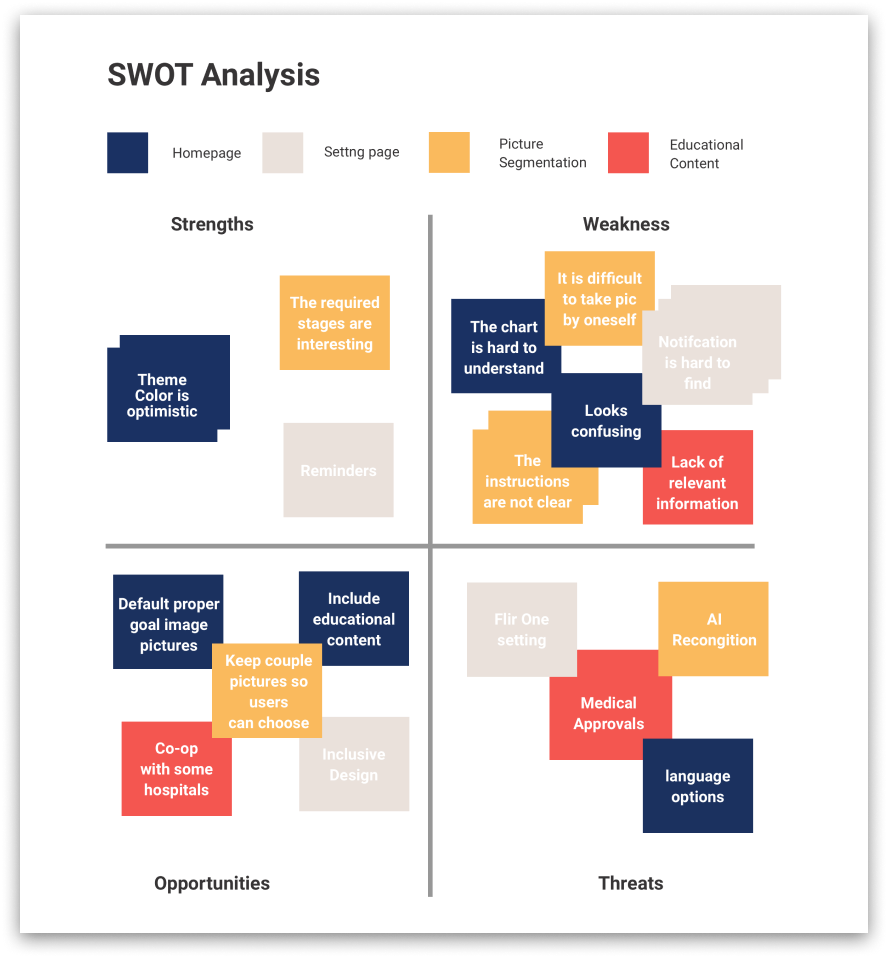 SWOT Analysis
Homepage
Settng page
Picture
Segmentation
Educational
Content
Strengths
Weakness
The required
stages are
interesting
Theme
Color is
optimistic
Reminders
It is difficult
to take pic
by oneself
The chart
is hard to
understand
Notifcation
is hard to
find
Looks
confusing
The
instructions
are not clear
Lack of
relevant
information
Default proper
goal image
pictures
Include
educational
content
Keep couple
pictures so
users
can choose
Co-op
with some
hospitals
Inclusive
Design
Flir One
setting
AI
Recongition
Medical
Approvals
language
options
Opportunities
Threats